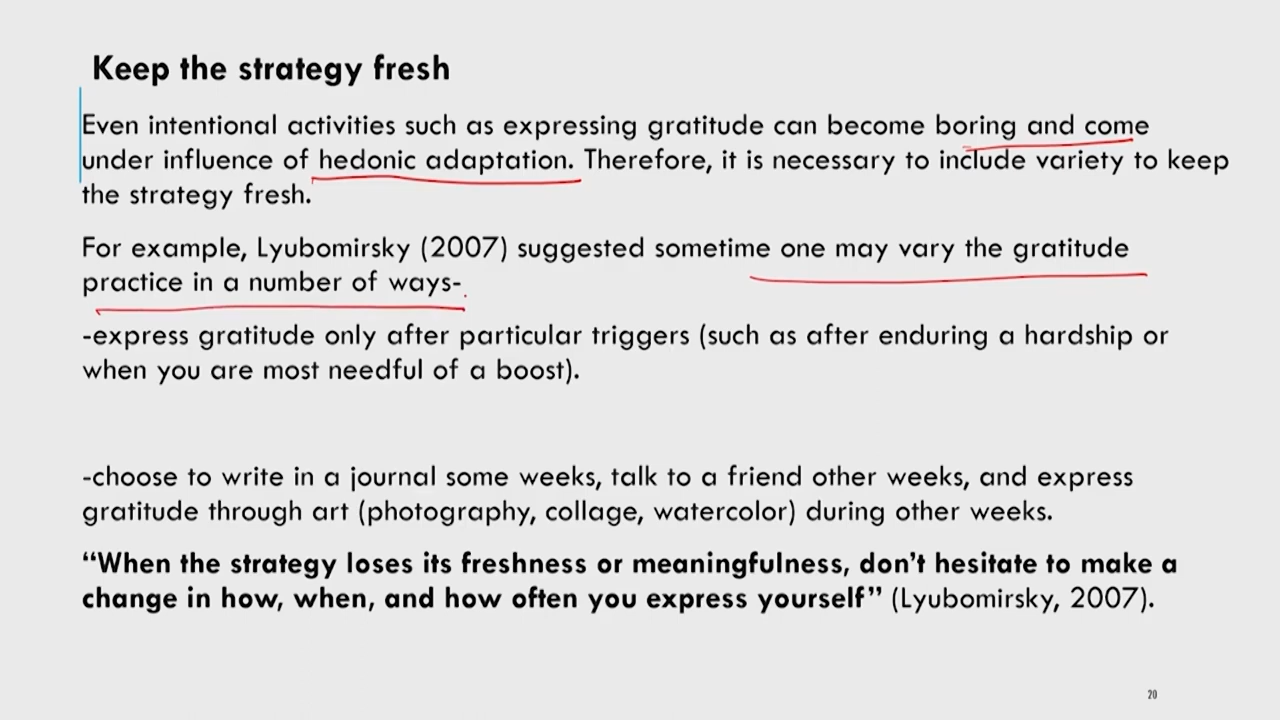 Keep the strategy fresh
Even intentional activities such as expressing gratitude can become boring and come
under influence of hedonic adaptation. Therefore, it is necessary to include variety to keep
the strategy fresh.
For example, Lyubomirsky (2007) suggested sometime one may vary the gratitude
practice in a number of ways-
-express gratitude only after particular triggers (such as after enduring a hardship or
when you are most needful of a boost).
-choose to write in a journal some weeks, talk to a friend other weeks, and express
gratitude through art (photography, collage, watercolor) during other weeks.
“When the strategy loses its freshness or meaningfulness, don’t hesitate to make a
change in how, when, and how often you express yourself” (Lyubomirsky, 2007).
20